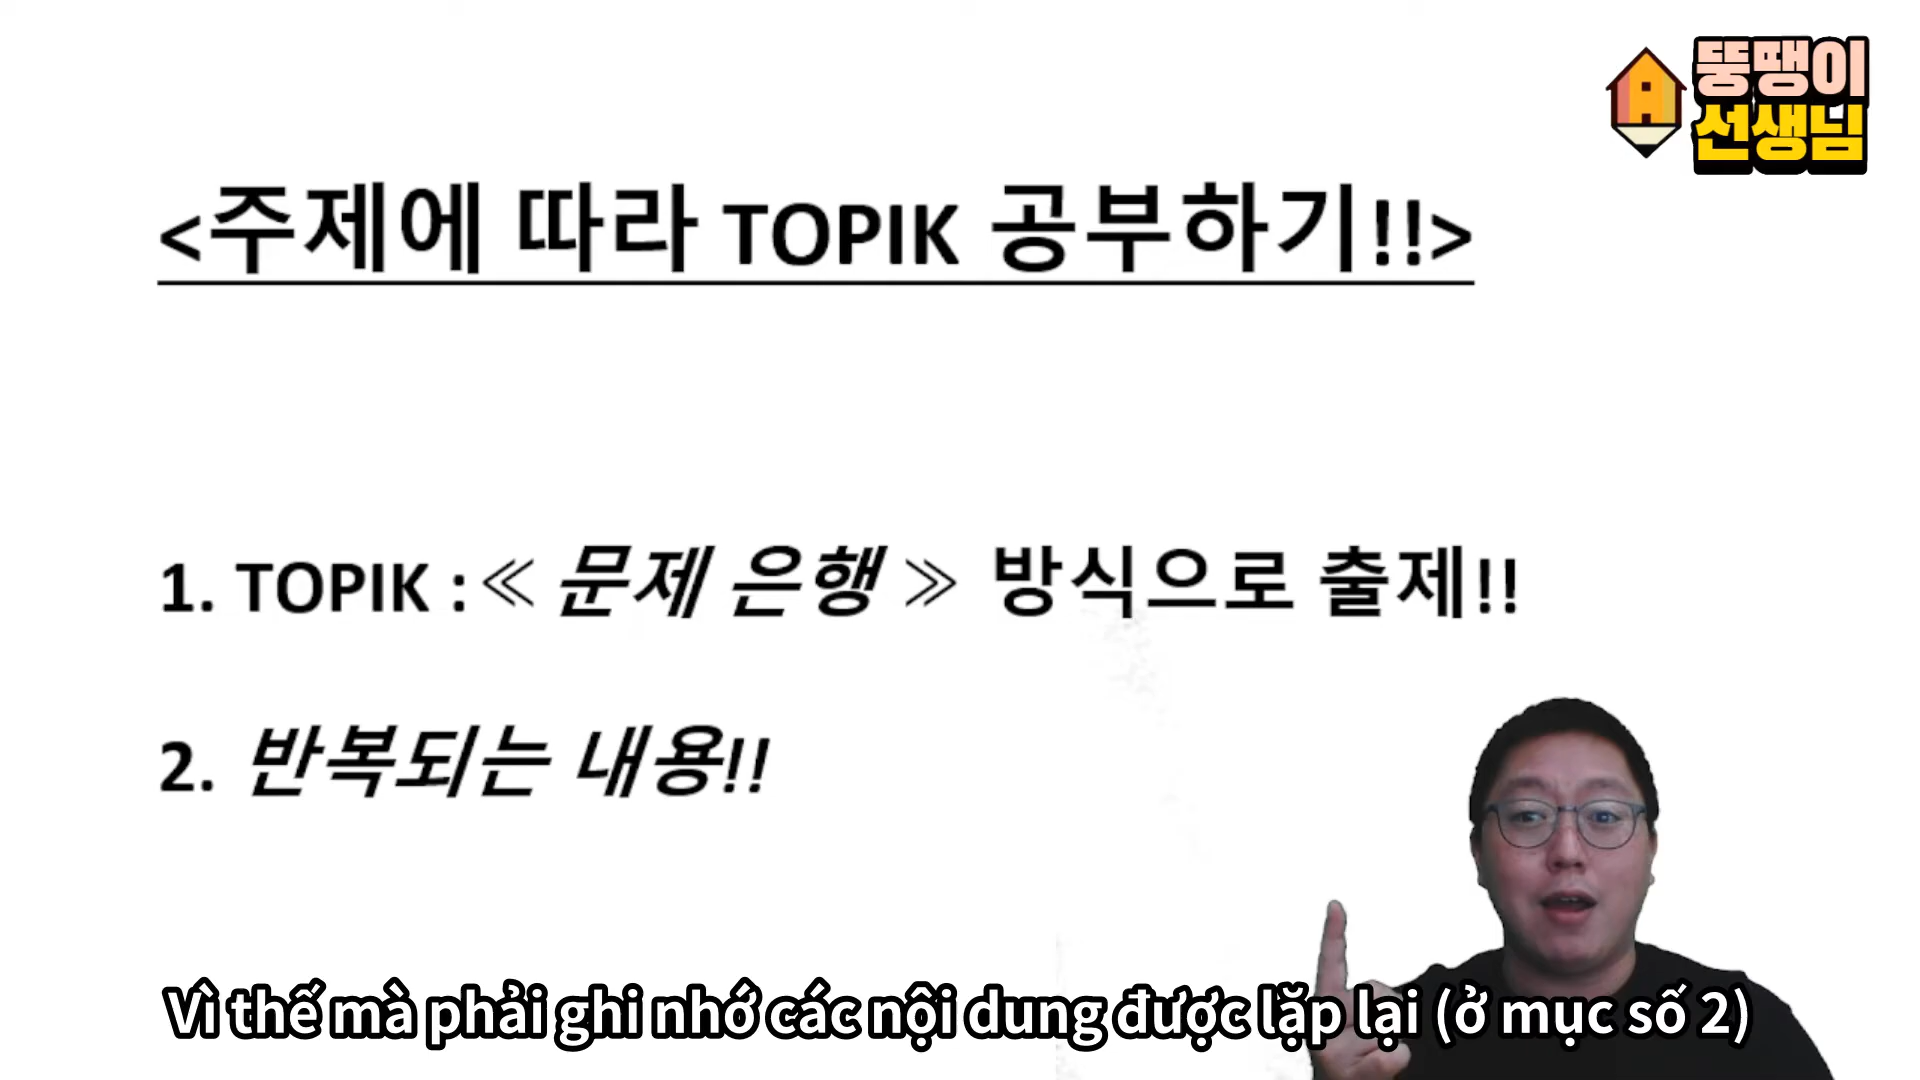 뚱땡이
선생님
<주제에 따라 TOPIK 공부하기!!>
1. TOPIK :≪ 문제 은행 ≫ 방식으로 출제!!
2. 반복되는 내용!!
Vì thế mà phải ghi nhớ các nội dung được lặp lại (ở mục số 2)